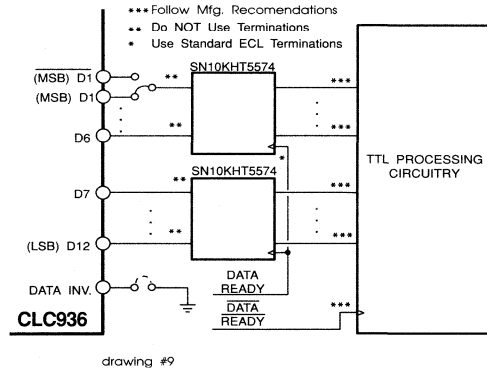 *** Follow Mfg. Recomendations
** Do NOT Use Terminations
* Use Standard ECL Terminations
(MSB) D1
(MSB) D1
D6
D7
(LSB) D12
DATA INV.
CLC936
**
**
**
**
SN10KHT5574
SN10KHT5574
*
***
***
***
***
***
TTL PROCESSING
CIRCUITRY
DATA
READY
DATA
READY
drawing #9